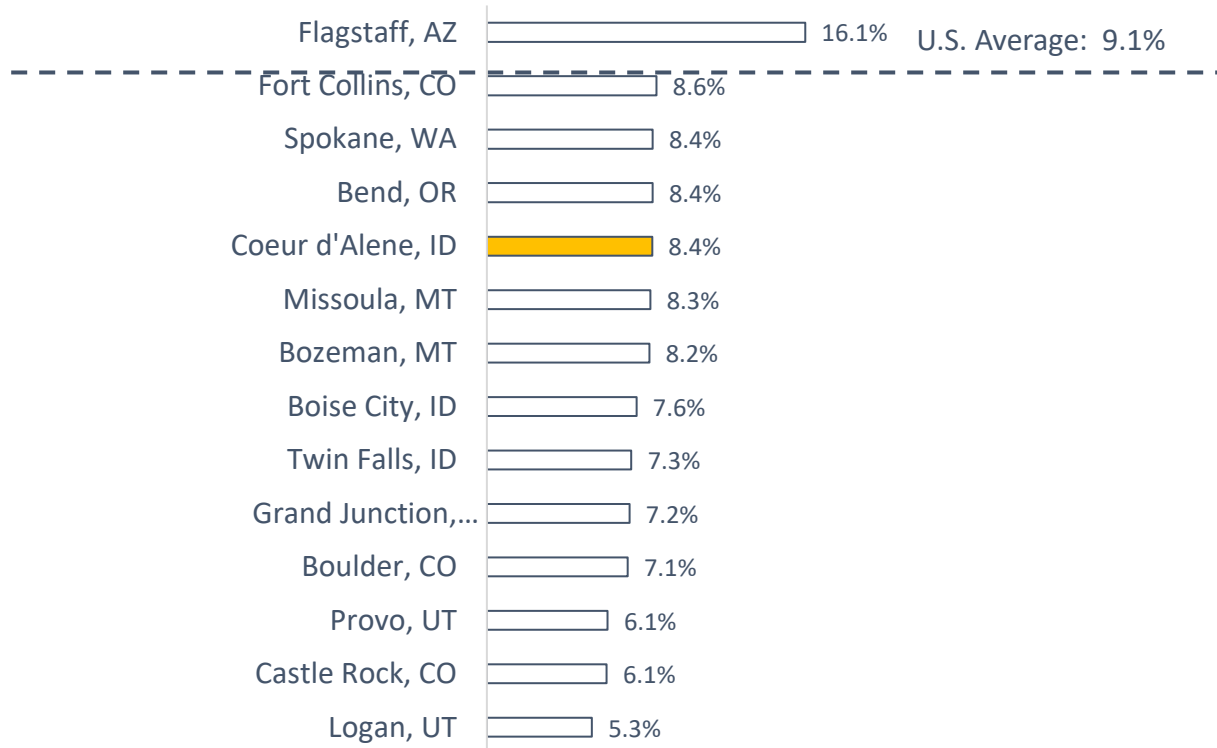 Flagstaff, AZ 16.1% U.S. Average: 9.1%
Fort Collins, CO 8.6%
Spokane, WA 8.4%
Bend, OR 8.4%
Coeur d'Alene, ID 8.4%
Missoula, MT 8.3%
Bozeman, MT 8.2%
Boise City, ID 7.6%
Twin Falls, ID 7.3%
Grand Junction,... 7.2%
Boulder, CO 7.1%
Provo, UT 6.1%
Castle Rock, CO 6.1%
Logan, UT 5.3%